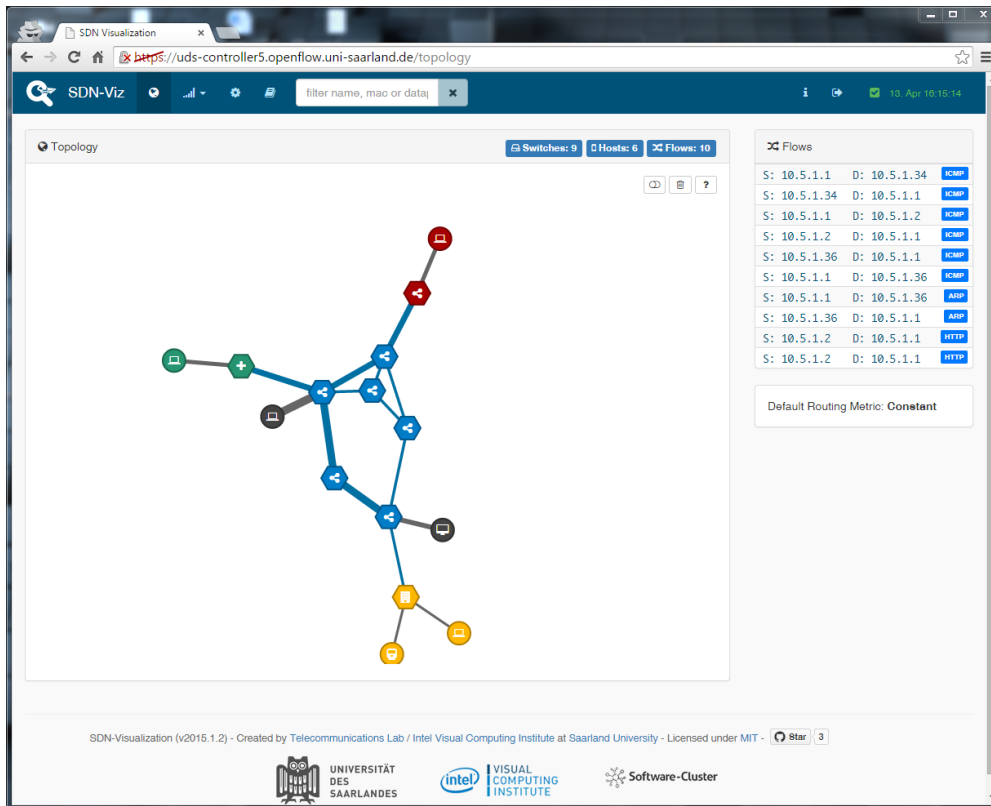 SDN Visualization
https://uds-controller5.openflow.uni-saarland.de/topology
SDN-Viz
filter name, mac or datap
i
13. Apr 16:15:14
Topology
Switches: 9
Hosts: 6
Flows: 10
?
Flows
S: 10.5.1.1 D: 10.5.1.34 ICMP
S: 10.5.1.34 D: 10.5.1.1 ICMP
S: 10.5.1.1 D: 10.5.1.2 ICMP
S: 10.5.1.2 D: 10.5.1.1 ICMP
S: 10.5.1.36 D: 10.5.1.1 ICMP
S: 10.5.1.1 D: 10.5.1.36 ICMP
S: 10.5.1.1 D: 10.5.1.36 ARP
S: 10.5.1.36 D: 10.5.1.1 ARP
S: 10.5.1.2 D: 10.5.1.1 HTTP
S: 10.5.1.2 D: 10.5.1.1 HTTP
Default Routing Metric: Constant
SDN-Visualization (v2015.1.2) - Created by Telecommunications Lab / Intel Visual Computing Institute at Saarland University - Licensed under MIT - Star 3
UNIVERSITÄT
DES
SAARLANDES
intel
VISUAL
COMPUTING
INSTITUTE
Software-Cluster